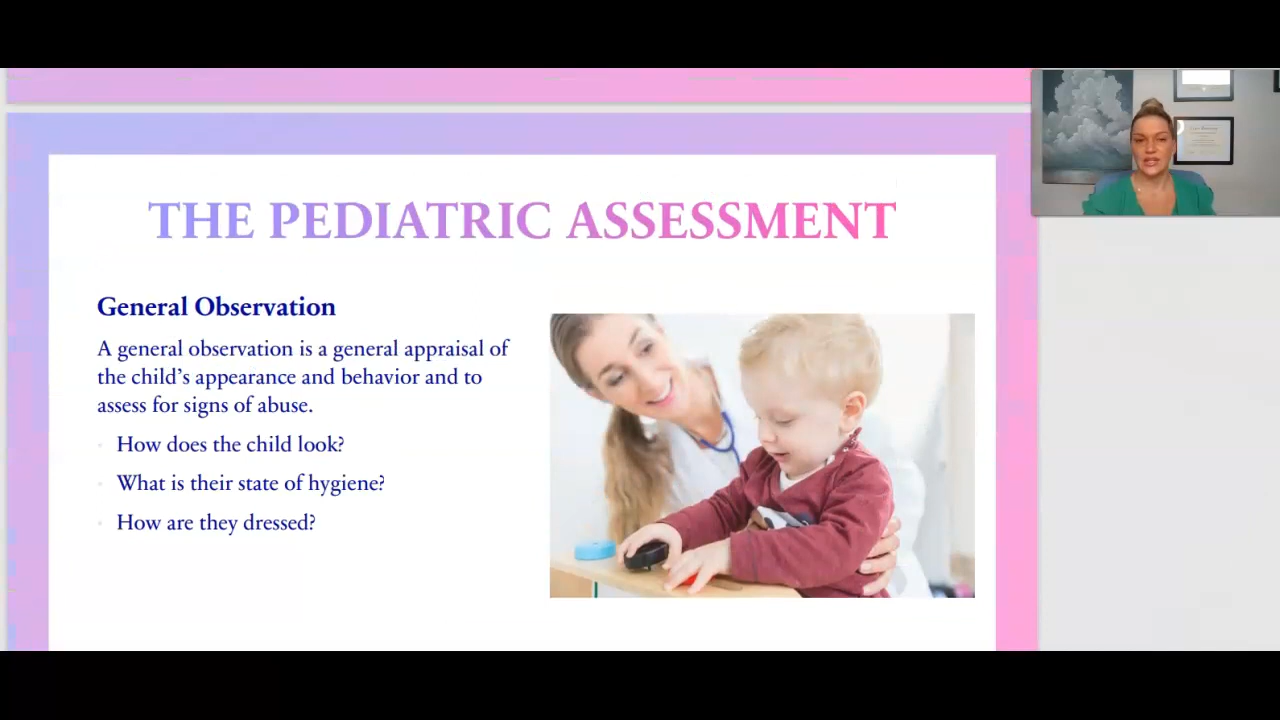 THE PEDIATRIC ASSESSMENT
General Observation
A general observation is a general appraisal of
the child's appearance and behavior and to
assess for signs of abuse.
How does the child look?
What is their state of hygiene?
How are they dressed?